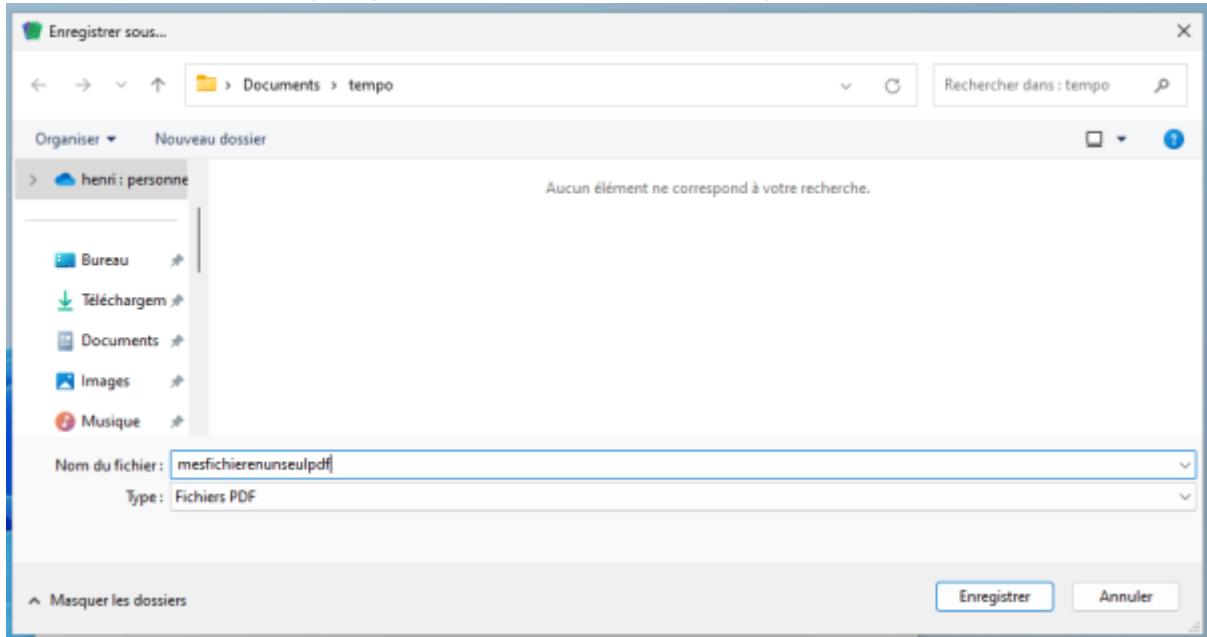 Enregistrer sous...
Documents > tempo
Rechercher dans : tempo
Organiser
Nouveau dossier
henri : personne
Aucun élément ne correspond à votre recherche.
Bureau
Téléchargem
Documents
Images
Musique
Nom du fichier : mesfichierenunseulpdf
Type : Fichiers PDF
Masquer les dossiers
Enregistrer
Annuler